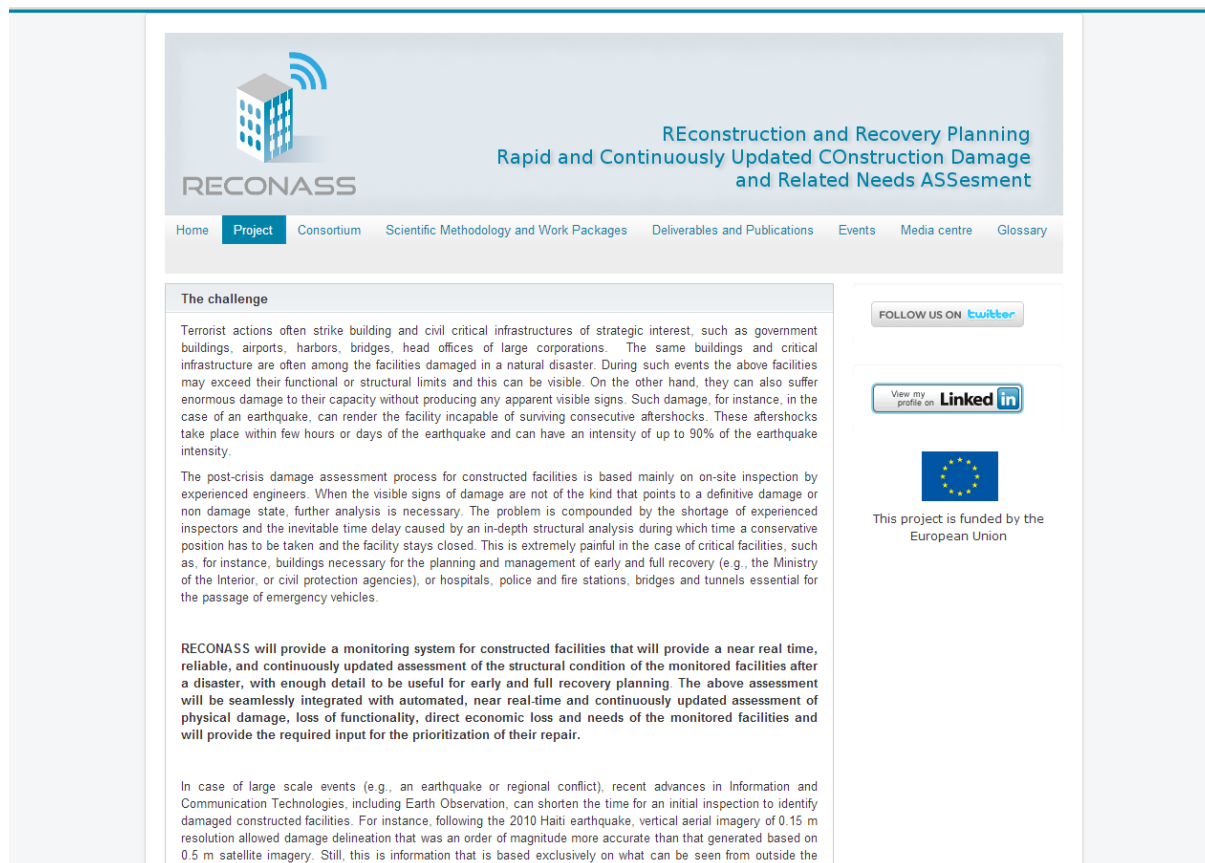 RECONASS
REconstruction and Recovery Planning
Rapid and Continuously Updated COnstruction Damage
and Related Needs ASSesment
Home Project Consortium Scientific Methodology and Work Packages Deliverables and Publications Events Media centre Glossary
The challenge
Terrorist actions often strike building and civil critical infrastructures of strategic interest, such as government
buildings, airports, harbors, bridges, head offices of large corporations. The same buildings and critical
infrastructure are often among the facilities damaged in a natural disaster. During such events the above facilities
may exceed their functional or structural limits and this can be visible. On the other hand, they can also suffer
enormous damage to their capacity without producing any apparent visible signs. Such damage, for instance, in the
case of an earthquake, can render the facility incapable of surviving consecutive aftershocks. These aftershocks
take place within few hours or days of the earthquake and can have an intensity of up to 90% of the earthquake
intensity.
The post-crisis damage assessment process for constructed facilities is based mainly on on-site inspection by
experienced engineers. When the visible signs of damage are not of the kind that points to a definitive damage or
non damage state, further analysis is necessary. The problem is compounded by the shortage of experienced
inspectors and the inevitable time delay caused by an in-depth structural analysis during which time a conservative
position has to be taken and the facility stays closed. This is extremely painful in the case of critical facilities, such
as, for instance, buildings necessary for the planning and management of early and full recovery (e.g., the Ministry
of the Interior, or civil protection agencies), or hospitals, police and fire stations, bridges and tunnels essential for
the passage of emergency vehicles.
RECONASS will provide a monitoring system for constructed facilities that will provide a near real time,
reliable, and continuously updated assessment of the structural condition of the monitored facilities after
a disaster, with enough detail to be useful for early and full recovery planning. The above assessment
will be seamlessly integrated with automated, near real-time and continuously updated assessment of
physical damage, loss of functionality, direct economic loss and needs of the monitored facilities and
will provide the required input for the prioritization of their repair.
In case of large scale events (e.g., an earthquake or regional conflict), recent advances in Information and
Communication Technologies, including Earth Observation, can shorten the time for an initial inspection to identify
damaged constructed facilities. For instance, following the 2010 Haiti earthquake, vertical aerial imagery of 0.15 m
resolution allowed damage delineation that was an order of magnitude more accurate than that generated based on
0.5 m satellite imagery. Still, this is information that is based exclusively on what can be seen from outside the
FOLLOW US ON twitter
View my
profile on Linked in
This project is funded by the
European Union